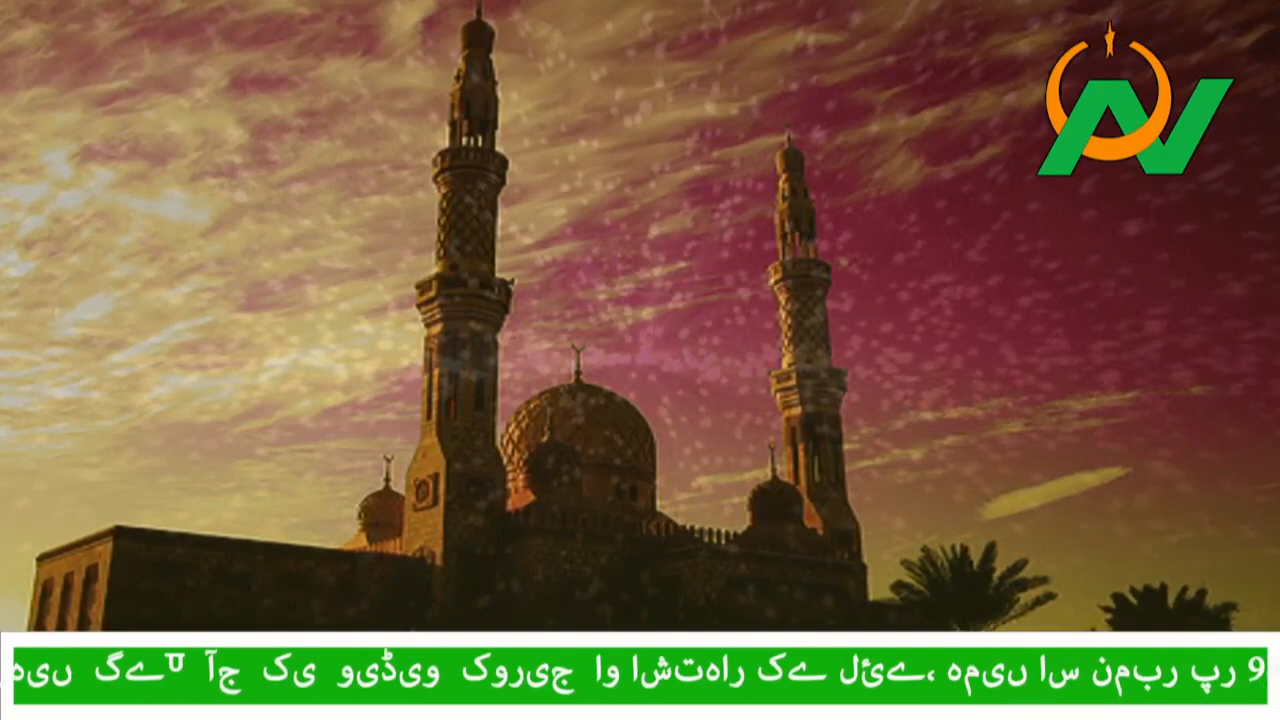 ہیں گے آج کی ویڈیو کوریج او اشتہار کے لئے، ہمیں اس نمبر پر 9